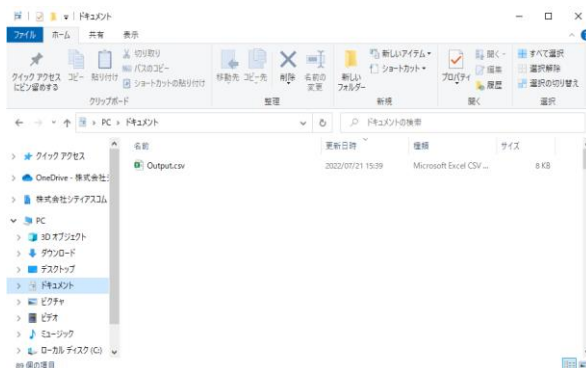 ドキュメント
ファイル ホーム 共有 表示
クイック アクセスにピン留めする
コピー
貼り付け
切り取り
パスのコピー
ショートカットの貼り付け
クリップボード
移動先 コピー先 削除 名前の変更
整理
新しいフォルダー
新しいアイテム
ショートカット
新規
プロパティ
開く
編集
履歴
開く
すべて選択
選択解除
選択の切り替え
選択
PC ドキュメント
ドキュメントの検索
名前 更新日時 種類 サイズ
Output.csv 2022/07/21 15:39 Microsoft Excel CSV ... 8 KB
クイック アクセス
OneDrive - 株式会社
株式会社シティアスコム
PC
3D オブジェクト
ダウンロード
デスクトップ
ドキュメント
ピクチャ
ビデオ
ミュージック
ローカル ディスク (C:)
個の項目